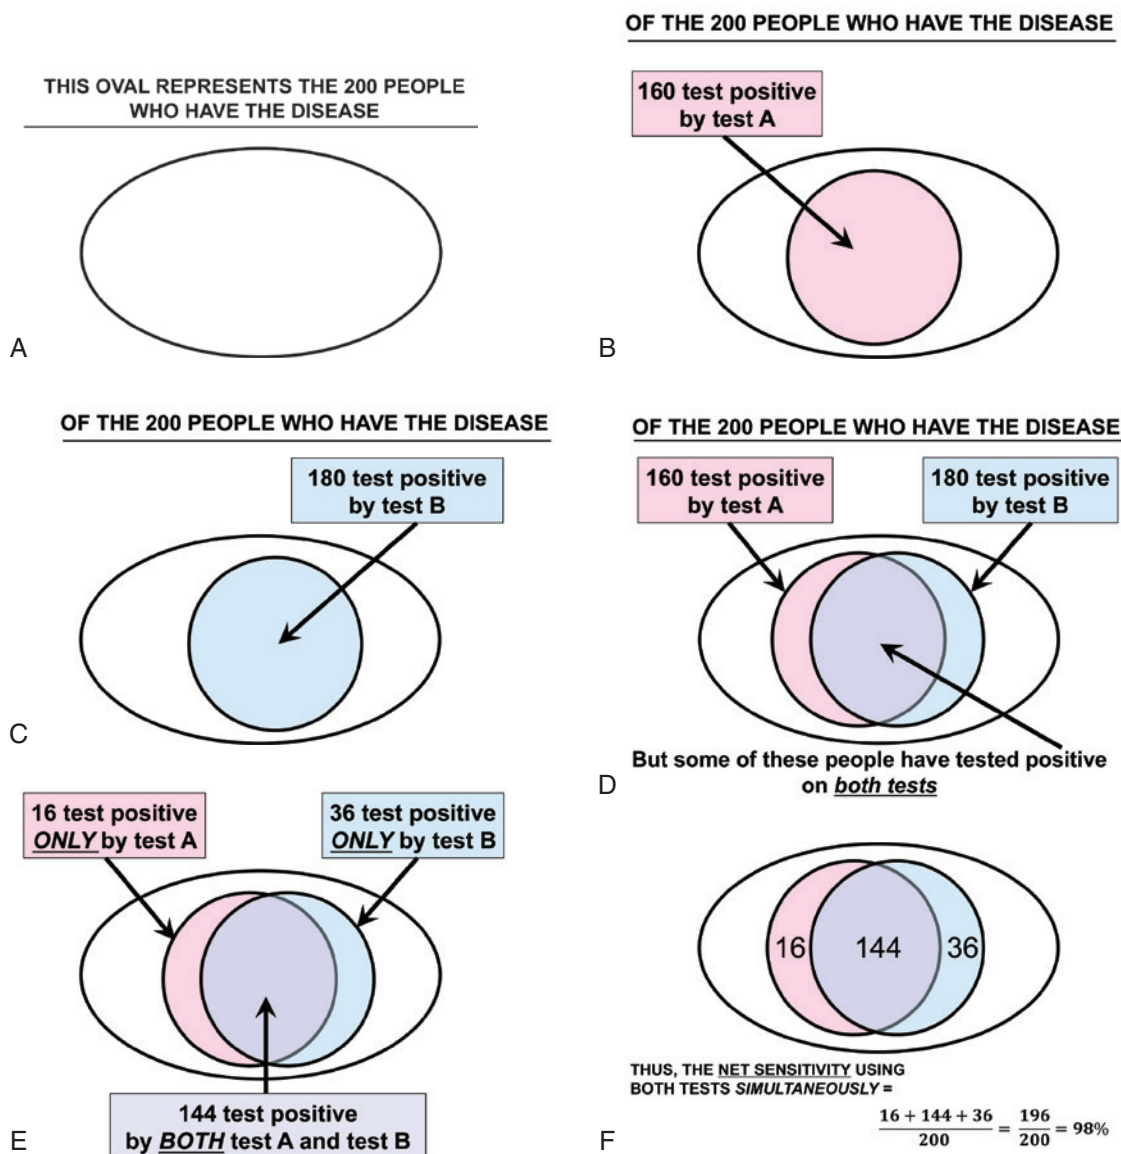 THIS OVAL REPRESENTS THE 200 PEOPLE
WHO HAVE THE DISEASE
A
OF THE 200 PEOPLE WHO HAVE THE DISEASE
160 test positive
by test A
B
OF THE 200 PEOPLE WHO HAVE THE DISEASE
180 test positive
by test B
C
OF THE 200 PEOPLE WHO HAVE THE DISEASE
160 test positive
by test A
180 test positive
by test B
But some of these people have tested positive
on both tests
D
16 test positive
ONLY by test A
36 test positive
ONLY by test B
144 test positive
by BOTH test A and test B
E
16
144
36
THUS, THE NET SENSITIVITY USING
BOTH TESTS SIMULTANEOUSLY =
16 + 144 + 36 / 200 = 196 / 200 = 98%
F